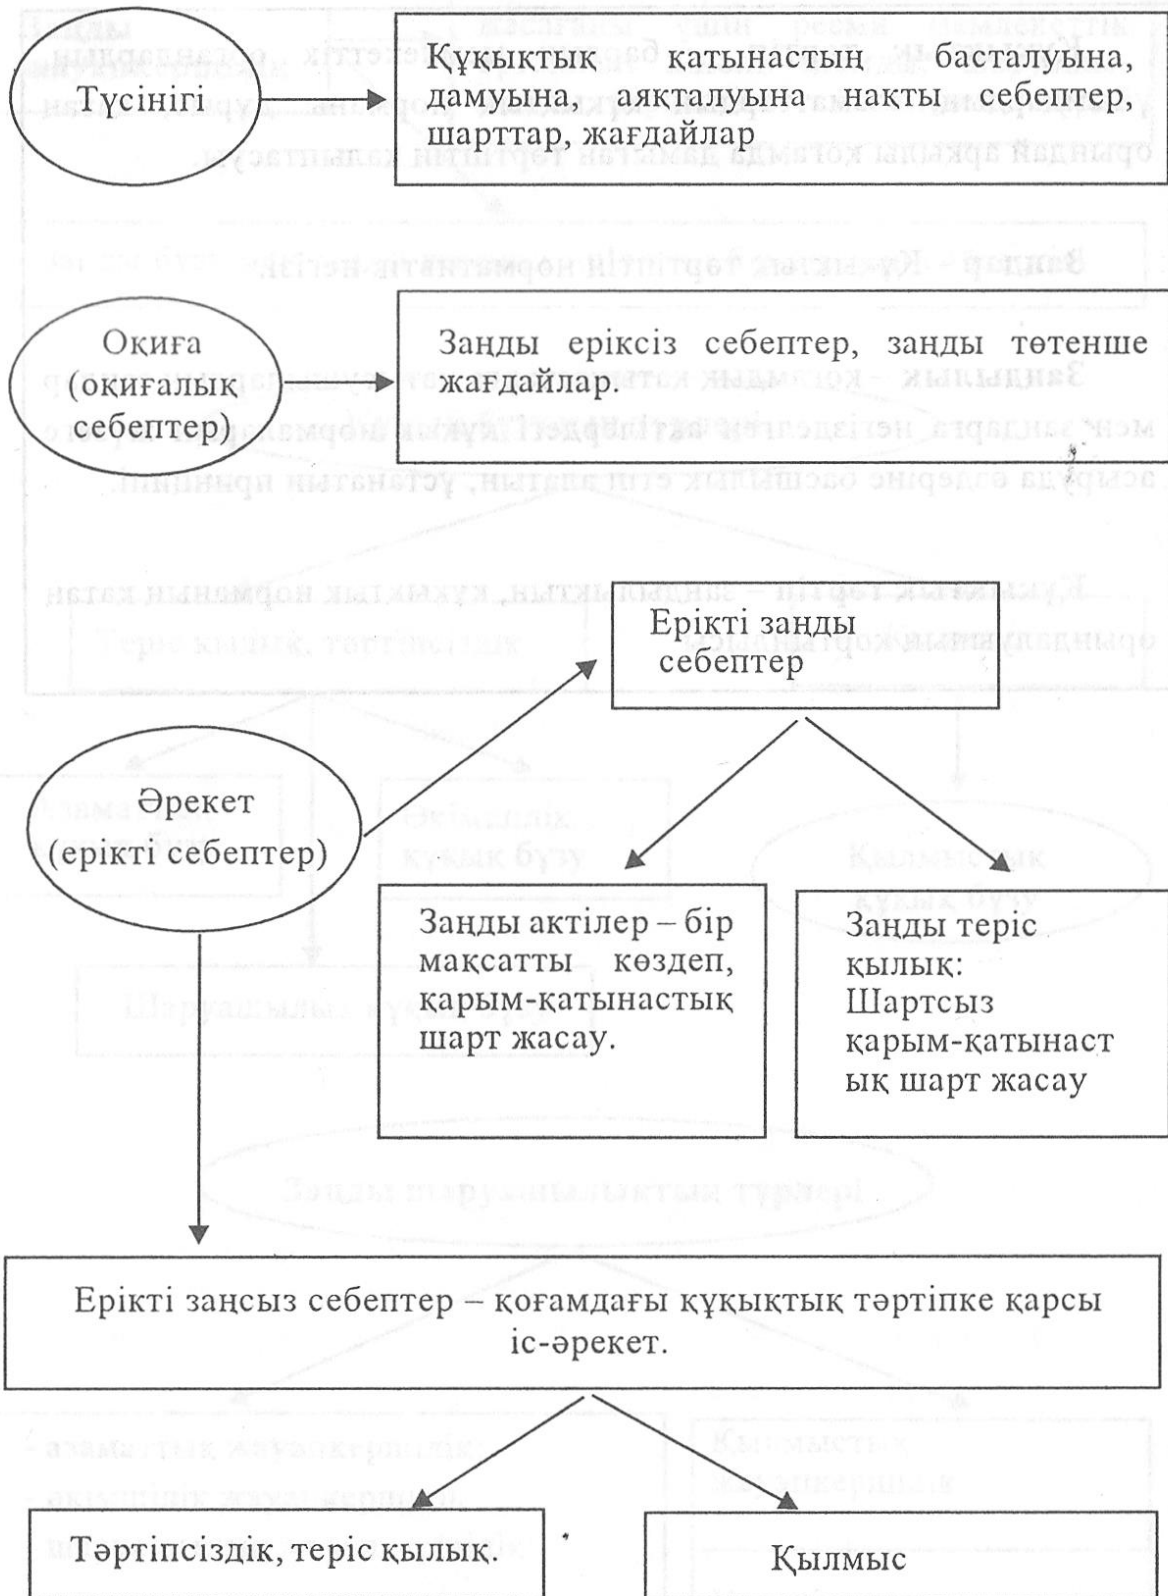 Түсінігі
Құқықтық қатынастың басталуына,
дамуына, аяқталуына нақты себептер,
шарттар, жағдайлар
Оқиға
(оқиғалық
себептер)
Заңды еріксіз себептер, заңды төтенше
жағдайлар.
Ерікті заңды
себептер
Әрекет
(ерікті себептер)
Заңды актілер – бір
мақсатты көздеп,
қарым-қатынастық
шарт жасау.
Заңды теріс
қылық:
Шартсыз
қарым-қатынаст
ық шарт жасау
Ерікті заңсыз себептер – қоғамдағы құқықтық тәртіпке қарсы
іс-әрекет.
Тәртіпсіздік, теріс қылық.
Қылмыс